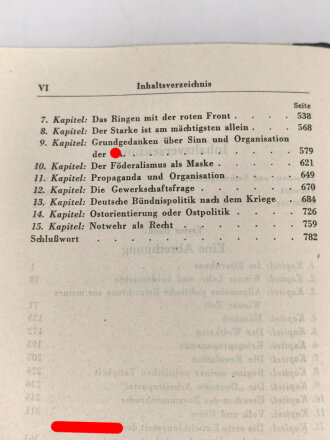 VI Inhaltsverzeichnis
Seite
7. Kapitel: Das Ringen mit der roten Front . . . . 538
8. Kapitel: Der Starke ist am mächtigsten allein . . . 568
9. Kapitel: Grundgedanken über Sinn und Organisation
der . . . . 579
10. Kapitel: Der Föderalismus als Maske . . . . 621
11. Kapitel: Propaganda und Organisation . . . . 649
12. Kapitel: Die Gewerkschaftsfrage . . . . 670
13. Kapitel: Deutsche Bündnispolitik nach dem Kriege . 684
14. Kapitel: Ostorientierung oder Ostpolitik . . . . 726
15. Kapitel: Notwehr als Recht . . . . 759
Schlußwort . . . . 782